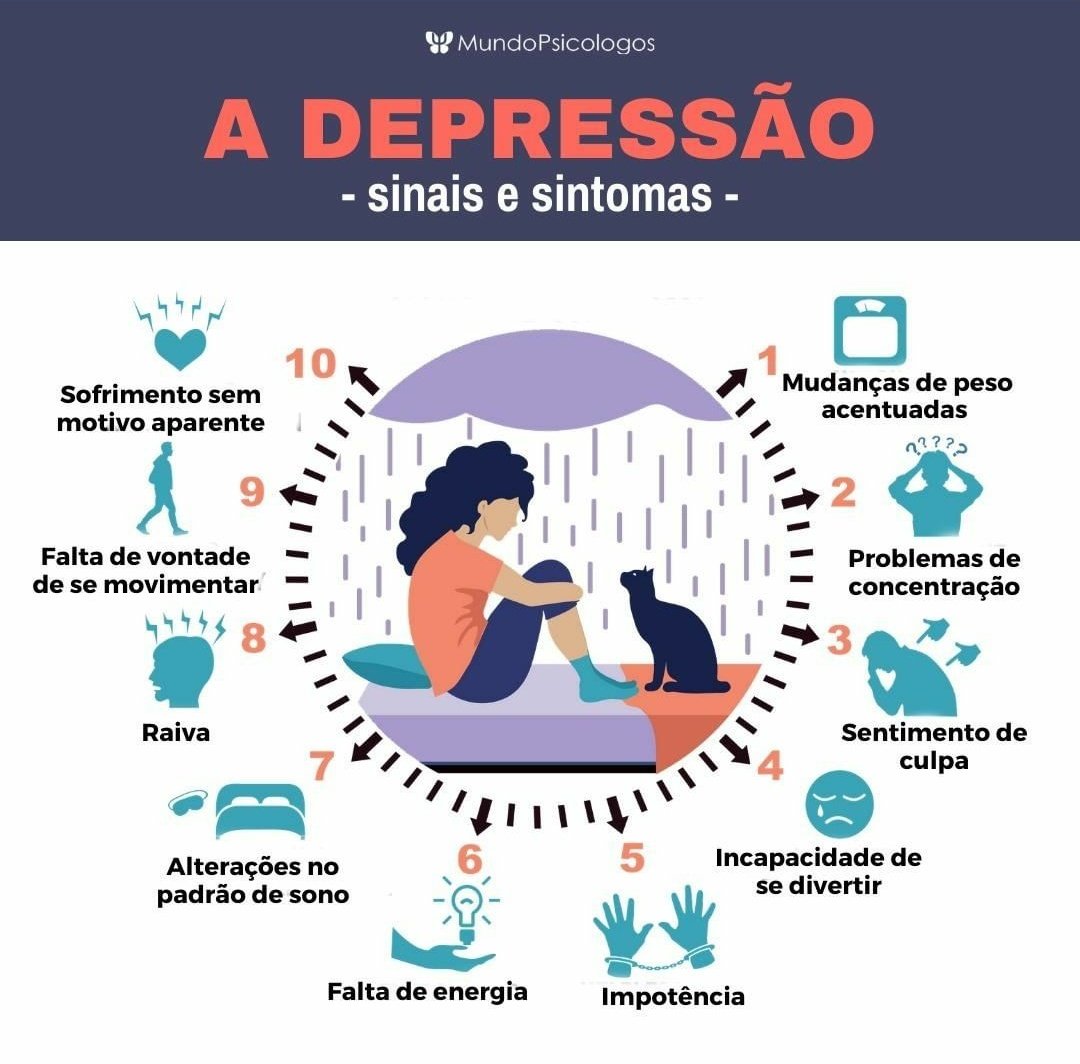 MundoPsicologos
A DEPRESSÃO
- sinais e sintomas -
1
Mudanças de peso
acentuadas
????
2
Problemas de
concentração
3
Sentimento de
culpa
4
Incapacidade de
se divertir
5
Impotência
6
Falta de energia
7
Alterações no
padrão de sono
8
Raiva
9
Falta de vontade
de se movimentar
10
Sofrimento sem
motivo aparente